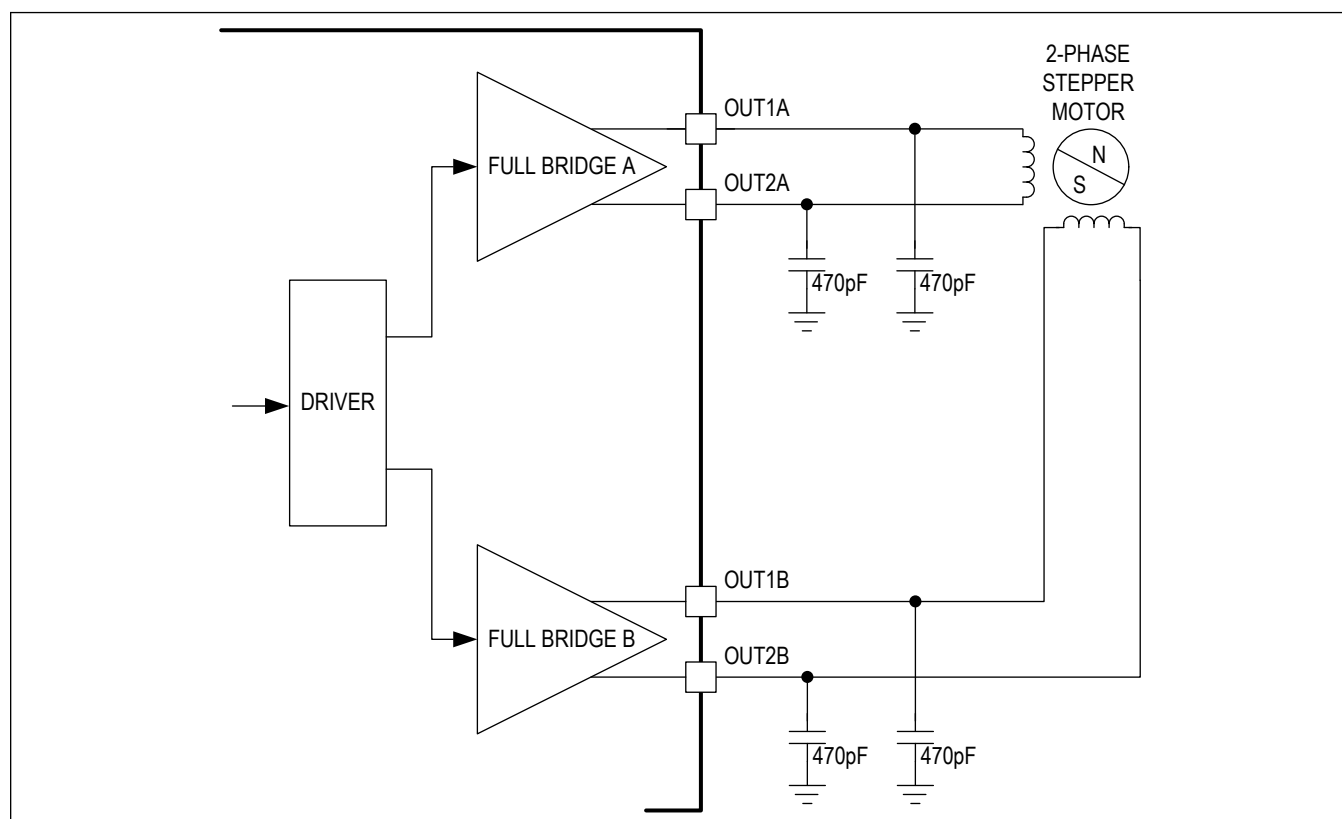 2-PHASE
STEPPER
MOTOR
OUT1A
FULL BRIDGE A
N
OUT2A
S
470pF
470pF
DRIVER
OUT1B
FULL BRIDGE B
OUT2B
470pF
470pF